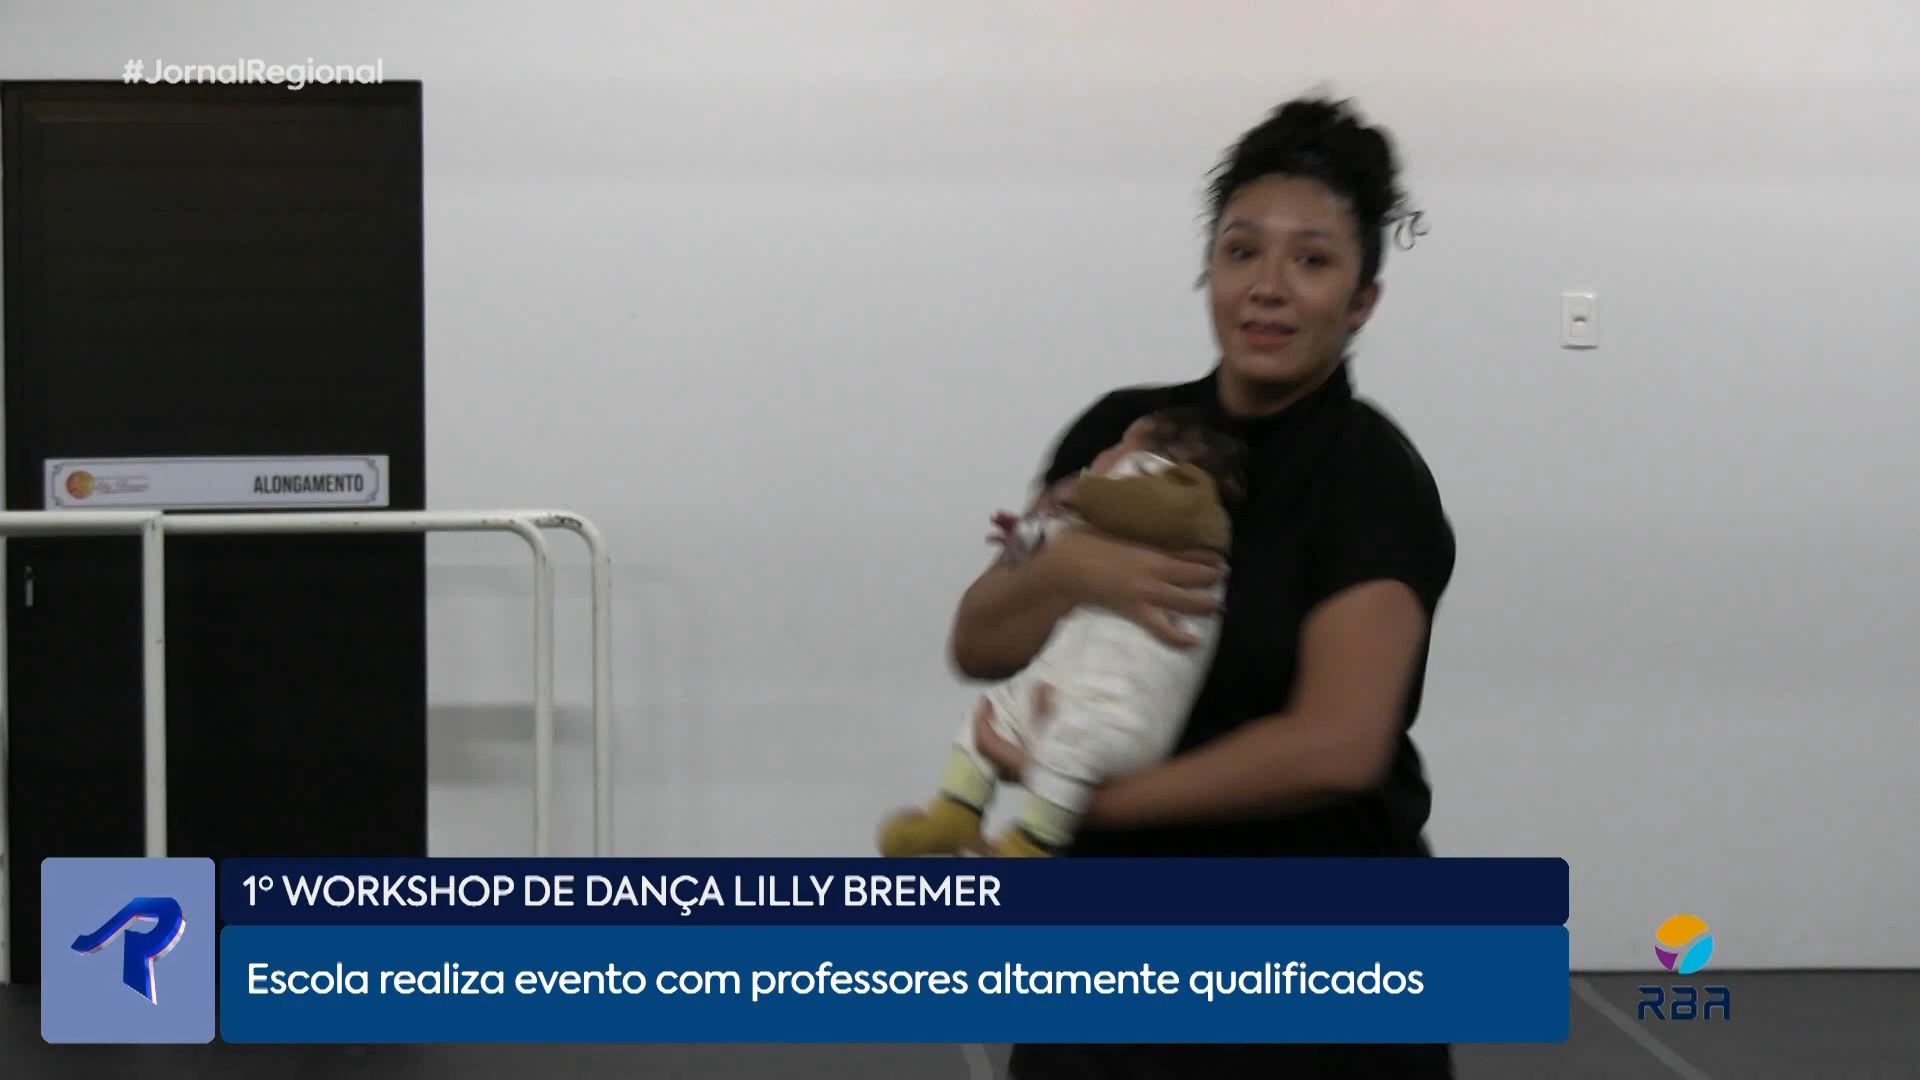 #JornalRegional
ALONGAMENTO
1º WORKSHOP DE DANÇA LILLY BREMER
Escola realiza evento com professores altamente qualificados
RBA